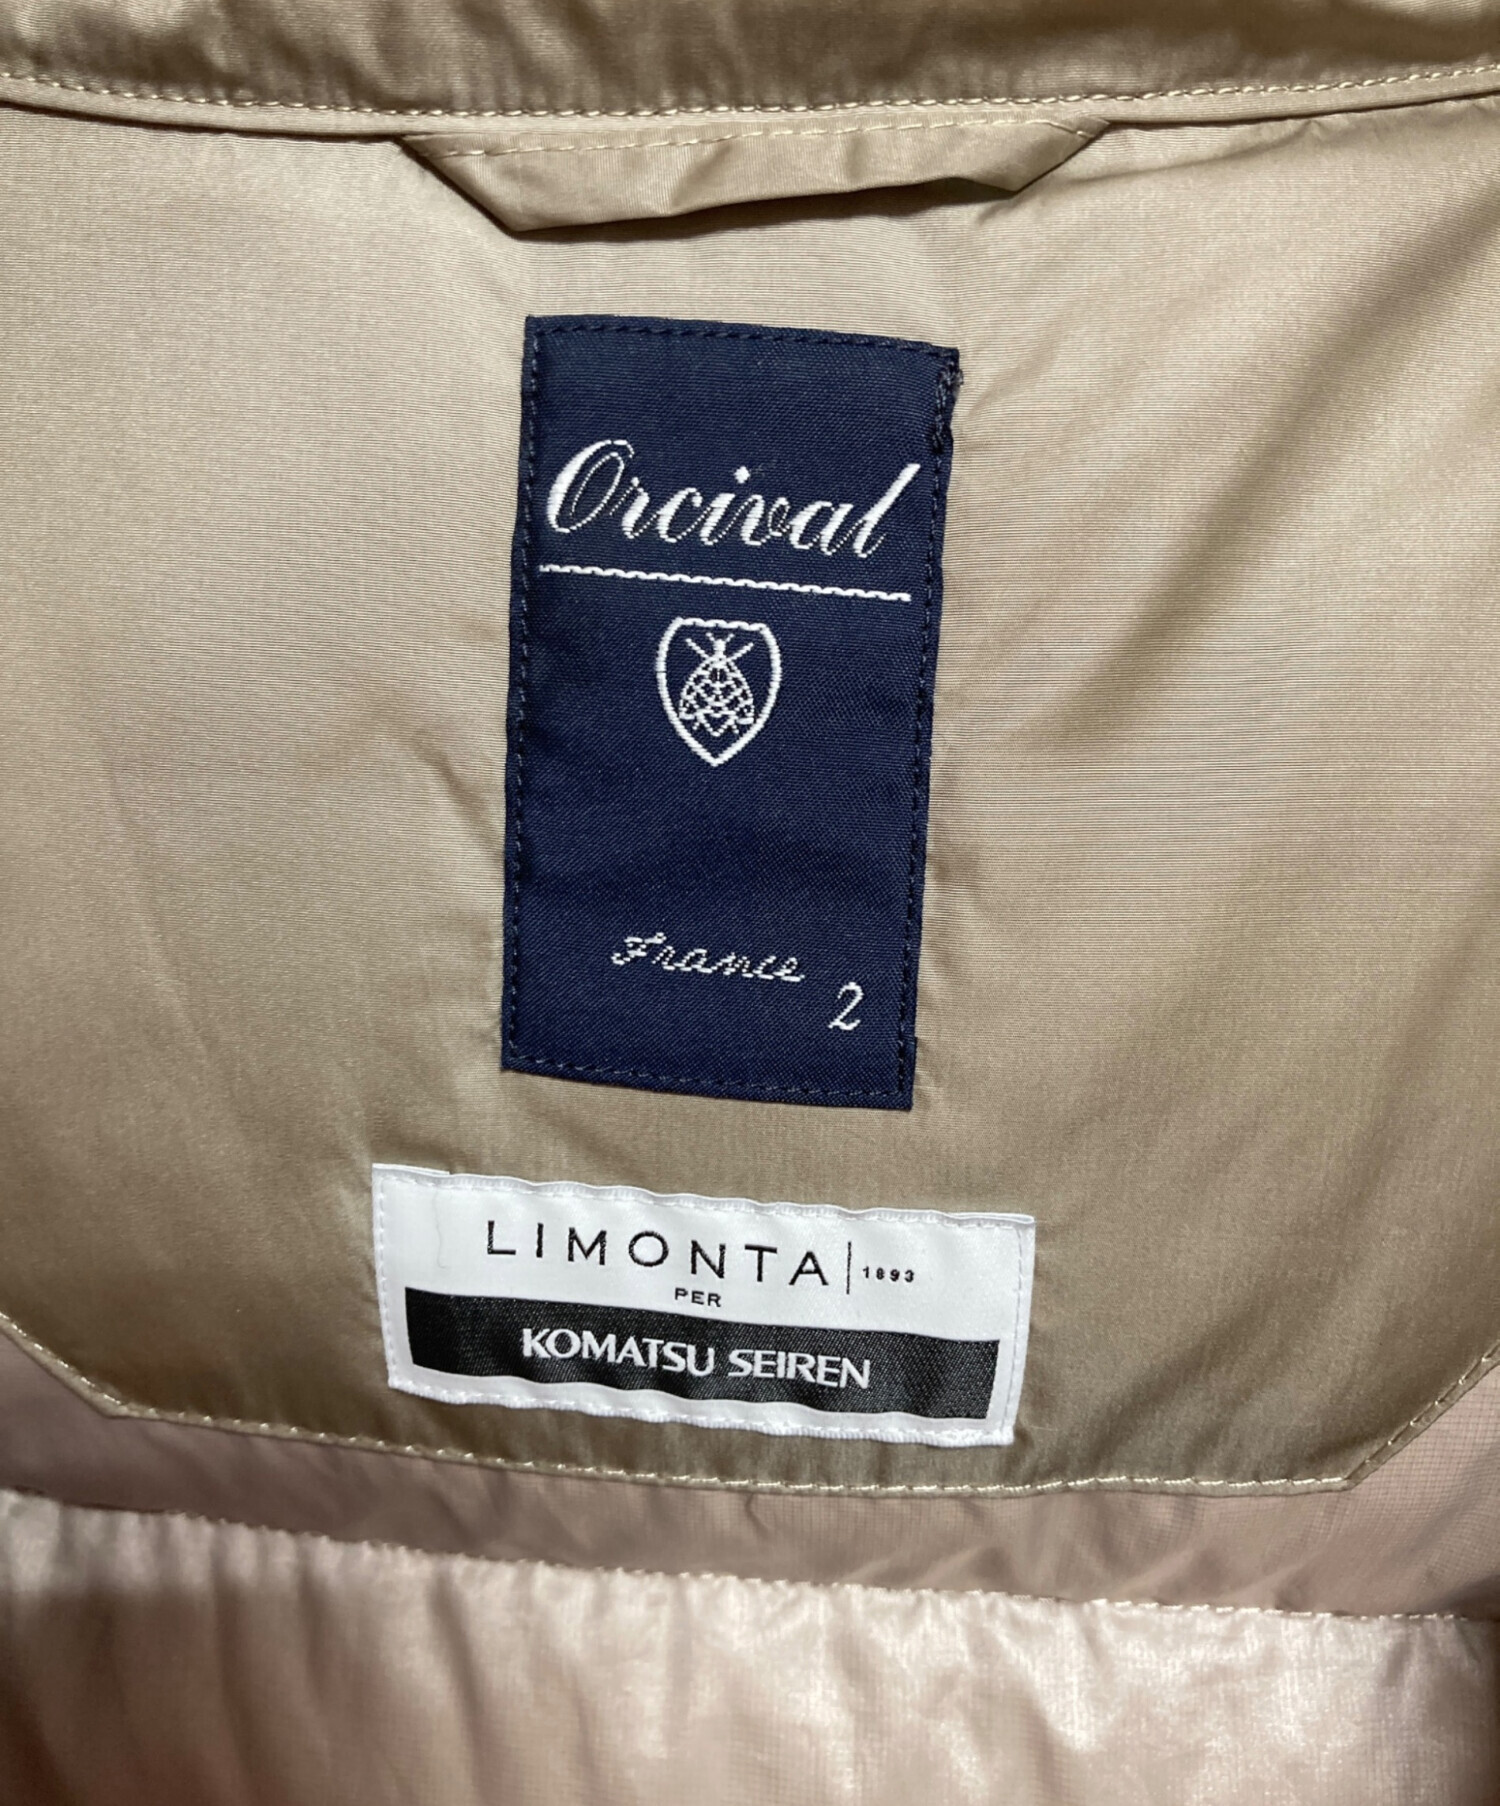 Orcival
France
2
LIMONTA | 1893
PER
KOMATSU SEIREN